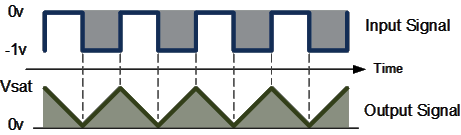 0v
Input Signal
-1v
Time
Vsat
Output Signal
0v